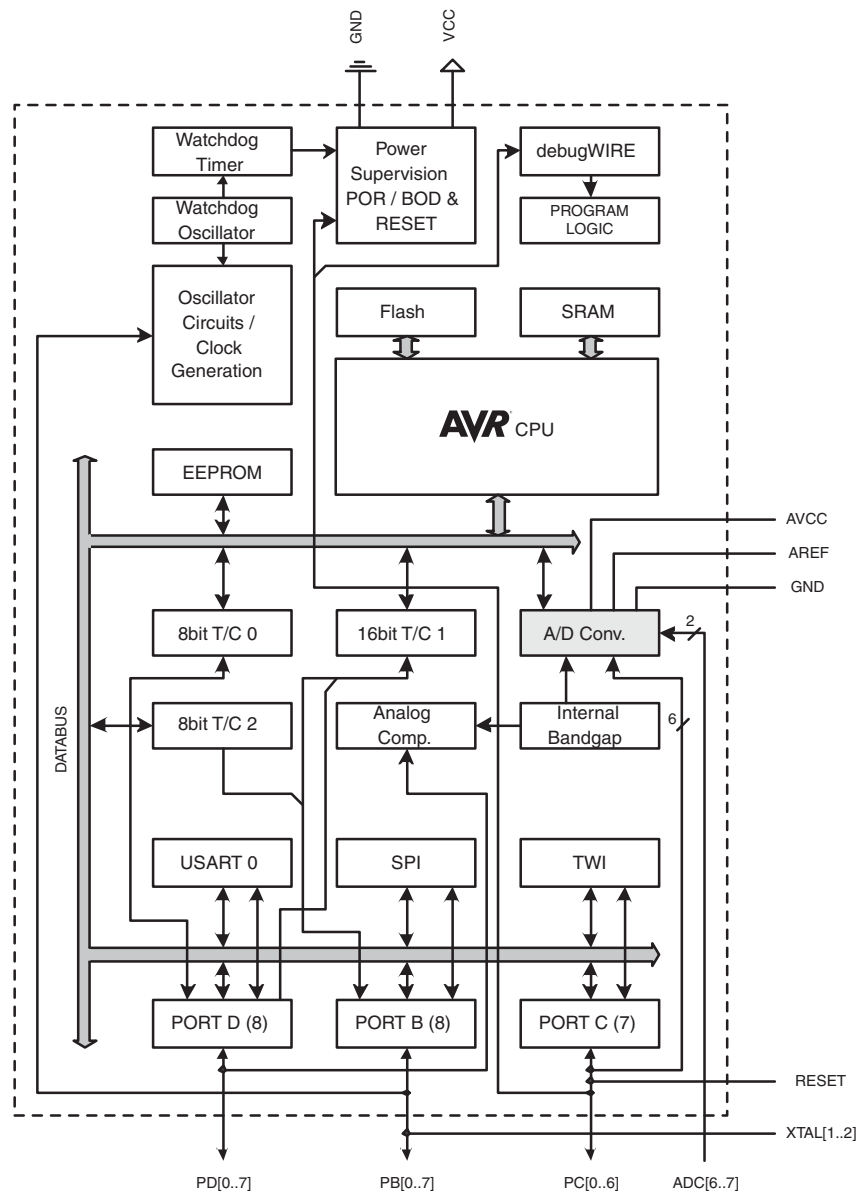 GND
VCC
Watchdog
Timer
Power
Supervision
POR / BOD &
RESET
debugWIRE
Watchdog
Oscillator
PROGRAM
LOGIC
Oscillator
Circuits /
Clock
Generation
Flash
SRAM
AVR CPU
EEPROM
AVCC
AREF
GND
8bit T/C 0
16bit T/C 1
A/D Conv.
2
8bit T/C 2
Analog
Comp.
Internal
Bandgap
6
DATABUS
USART 0
SPI
TWI
PORT D (8)
PORT B (8)
PORT C (7)
RESET
XTAL[1..2]
PD[0..7]
PB[0..7]
PC[0..6]
ADC[6..7]